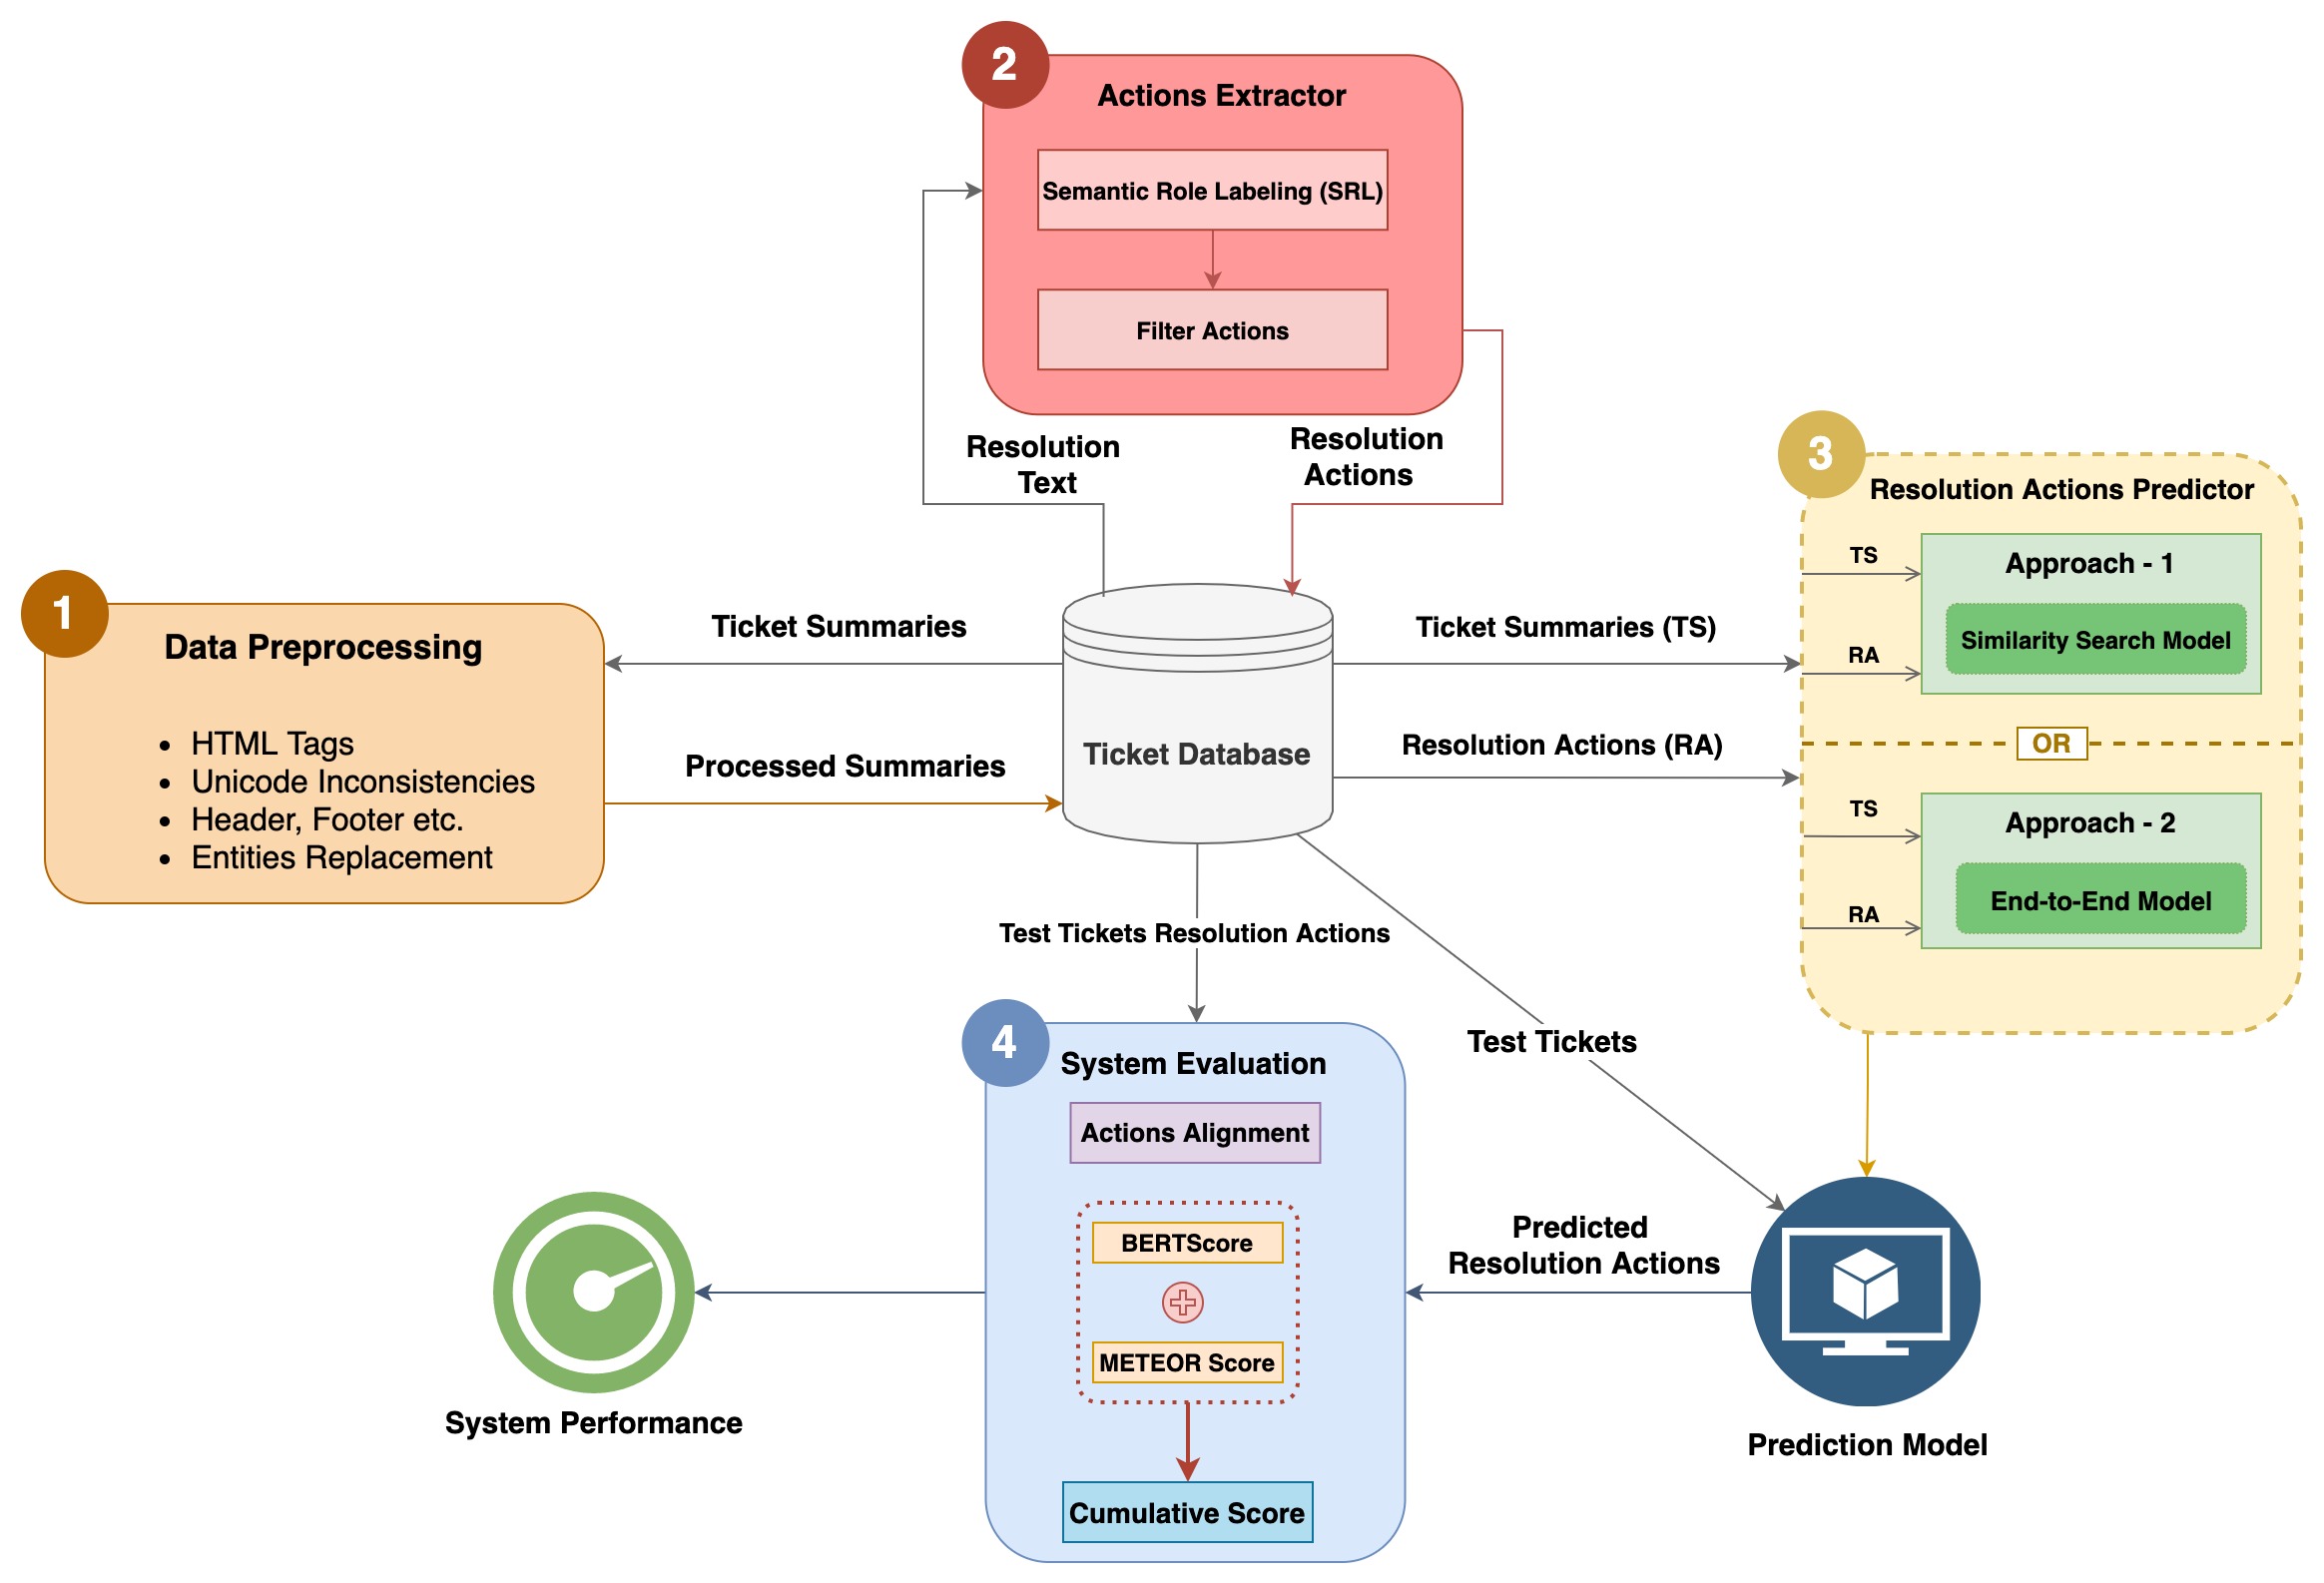 2
Actions Extractor
Semantic Role Labeling (SRL)
Filter Actions
Resolution
Text
Resolution
Actions
1
Data Preprocessing
• HTML Tags
• Unicode Inconsistencies
• Header, Footer etc.
• Entities Replacement
Ticket Summaries
Processed Summaries
Ticket Database
Ticket Summaries (TS)
Resolution Actions (RA)
3
Resolution Actions Predictor
TS
RA
Approach - 1
Similarity Search Model
OR
TS
RA
Approach - 2
End-to-End Model
Test Tickets Resolution Actions
Test Tickets
4
System Evaluation
Actions Alignment
BERTScore
METEOR Score
Cumulative Score
Predicted
Resolution Actions
Prediction Model
System Performance